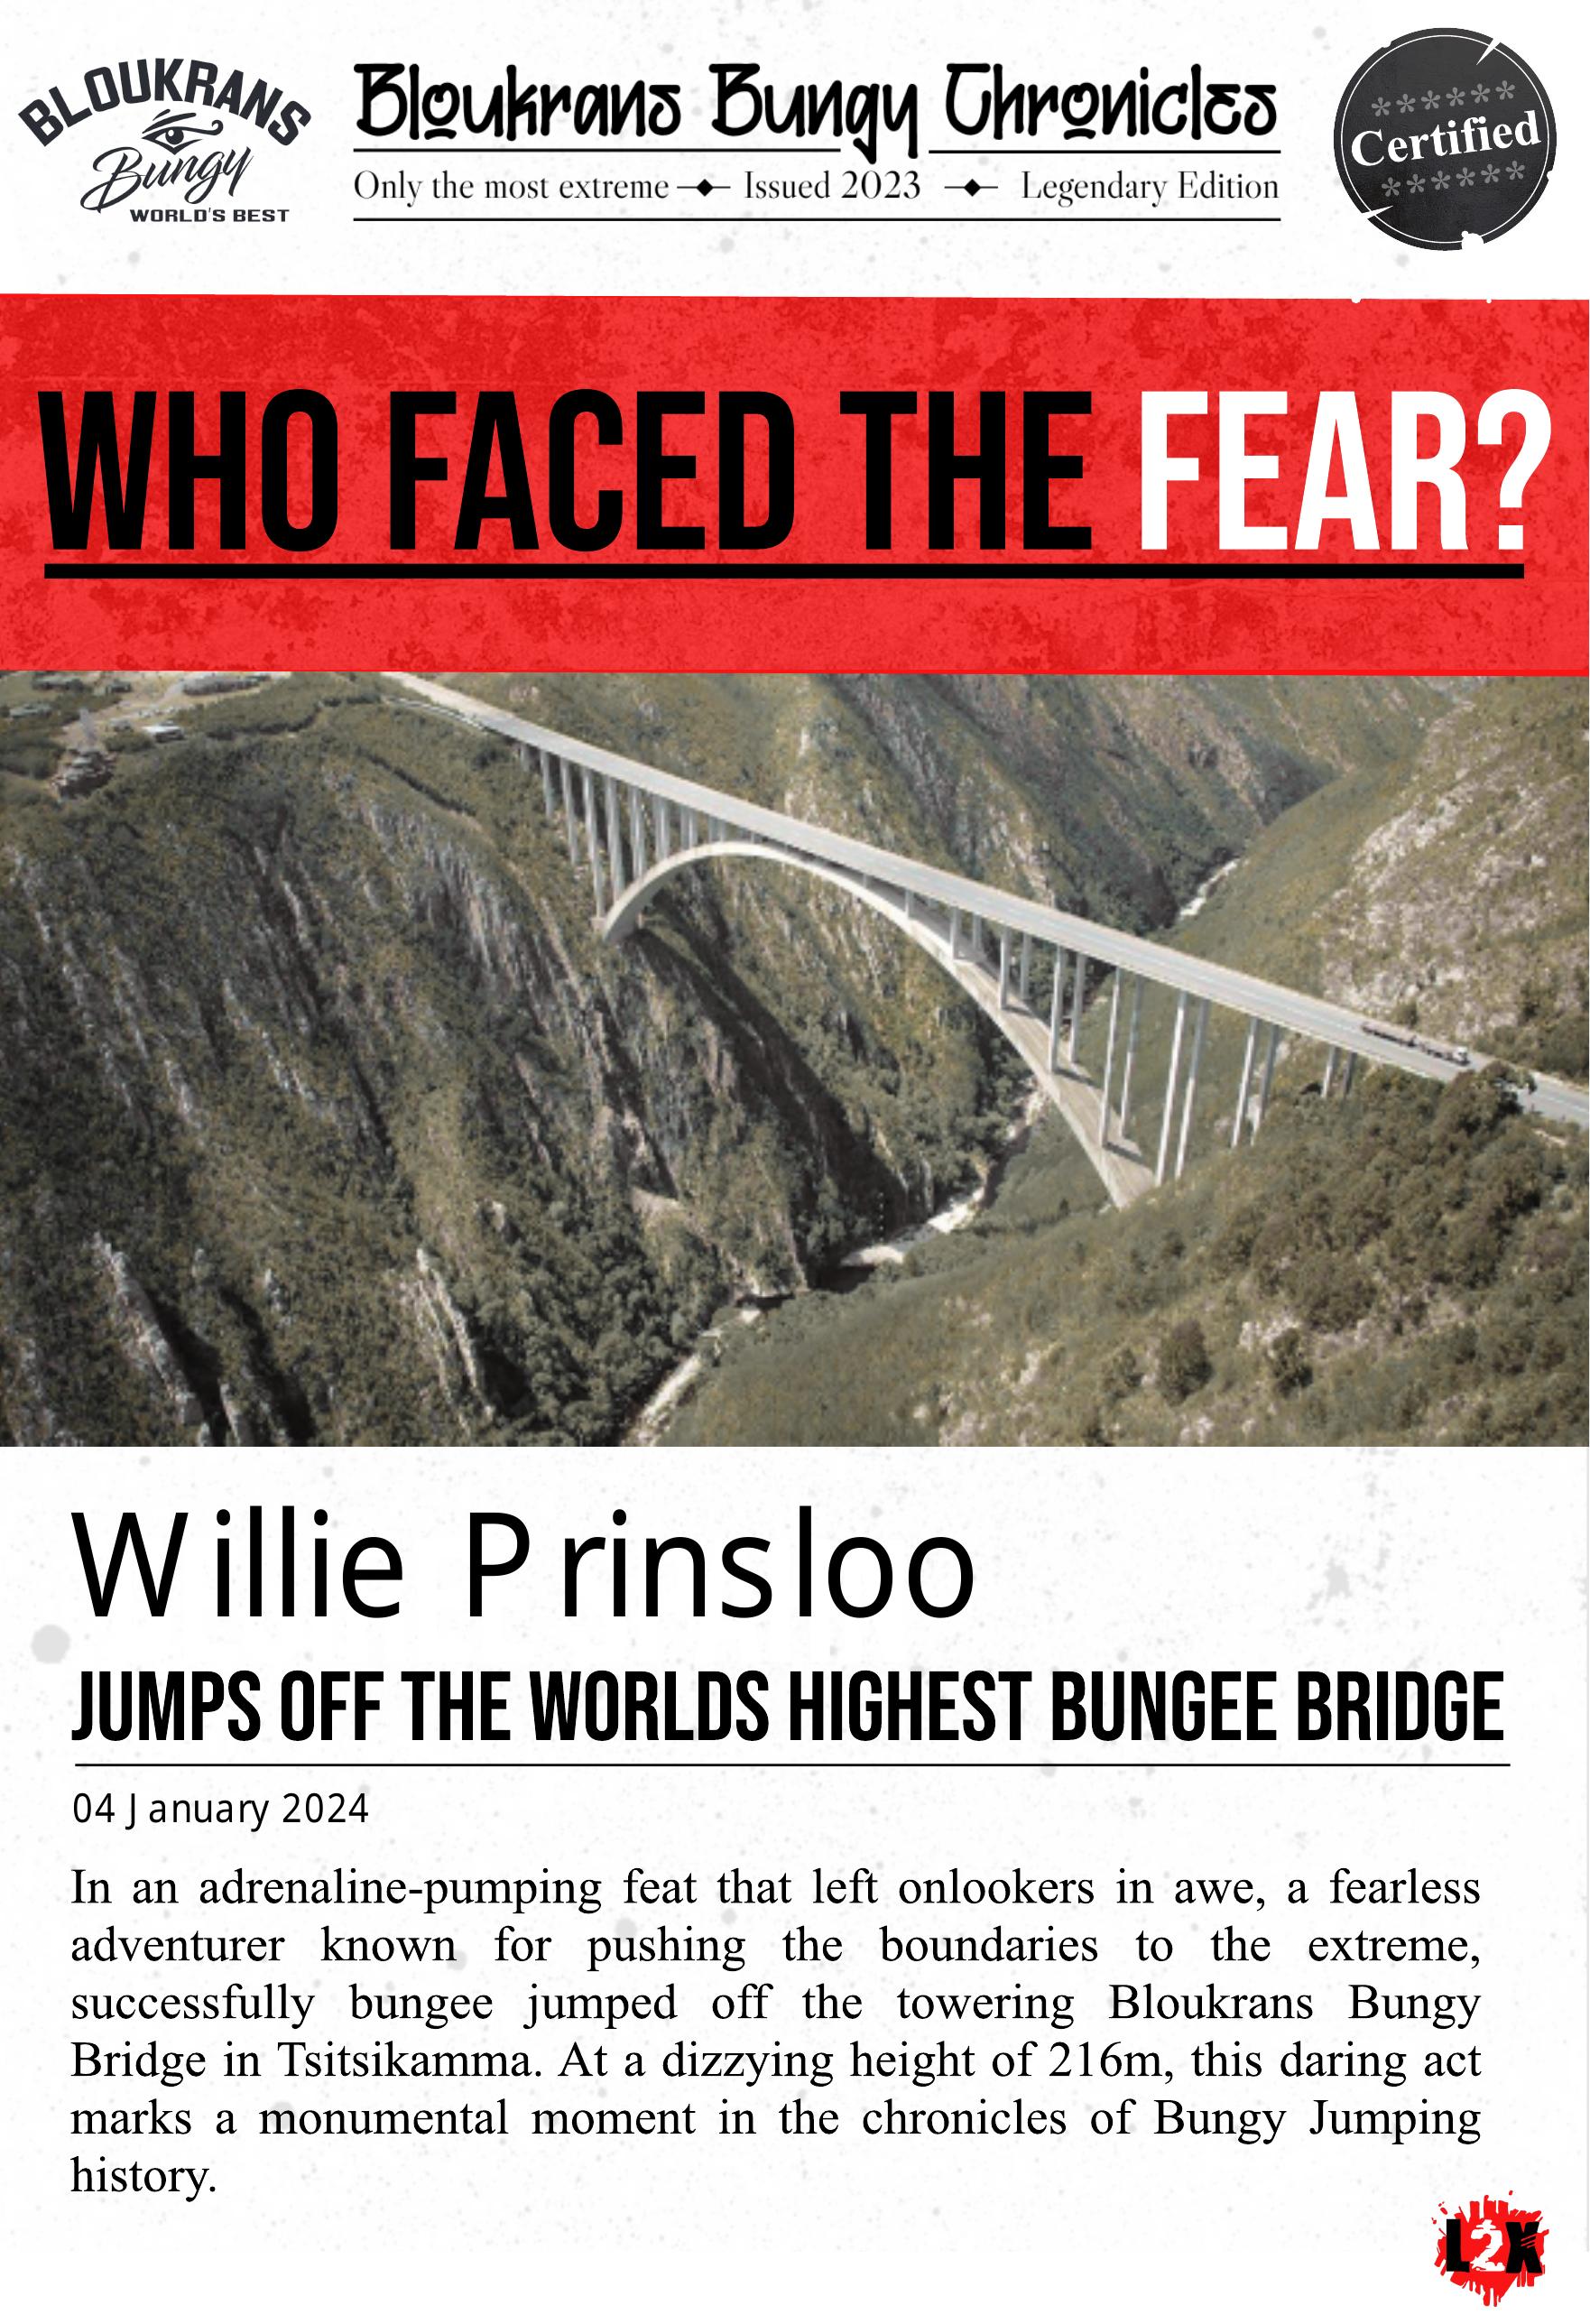 BLOUKRANS
Bungy
WORLD'S BEST
Bloukrans Bungy Chronicles
Only the most extreme Issued 2023 Legendary Edition
******
Certified
******
WHO FACED THE FEAR?
Willie Prinsloo
JUMPS OFF THE WORLDS HIGHEST BUNGEE BRIDGE
04 January 2024
In an adrenaline-pumping feat that left onlookers in awe, a fearless
adventurer known for pushing the boundaries to the extreme,
successfully bungee jumped off the towering Bloukrans Bungy
Bridge in Tsitsikamma. At a dizzying height of 216m, this daring act
marks a monumental moment in the chronicles of Bungy Jumping
history.
L2K